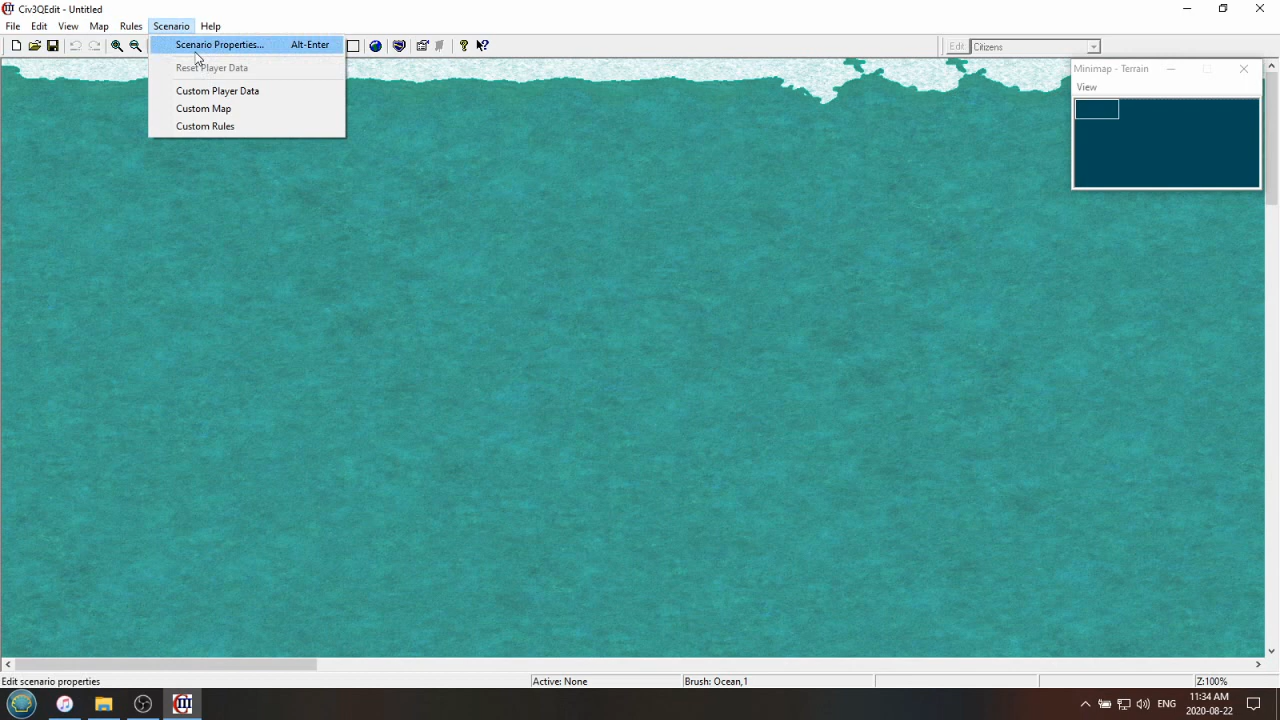 Civ3QEdit - Untitled
File Edit View Map Rules Scenario Help
Edit Citizens
Scenario Properties... Alt-Enter
Reset Player Data
Custom Player Data
Custom Map
Custom Rules
Minimap - Terrain
View
Edit scenario properties Active: None Brush: Ocean,1 Z:100%
ENG
11:34 AM
2020-08-22